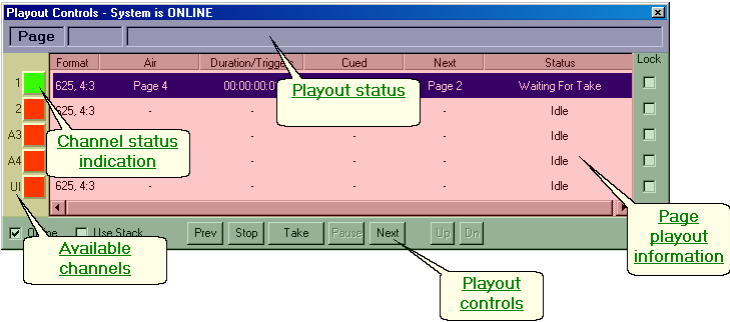 Playout Controls - System is ONLINE
Page
Format Air Duration/Trigger Cued Next Status Lock
1 625, 4:3 Page 4 00:00:00:0 Page 2 Waiting For Take
Playout status
2 625, 4:3 - - - - Idle
A3 - - - - Idle
Channel status
indication
A4 - - - - Idle
UI 625, 4:3 - - - - Idle
Page
playout
information
Use Stack Prev Stop Take Pause Next Up Dn
Available
channels
Playout
controls